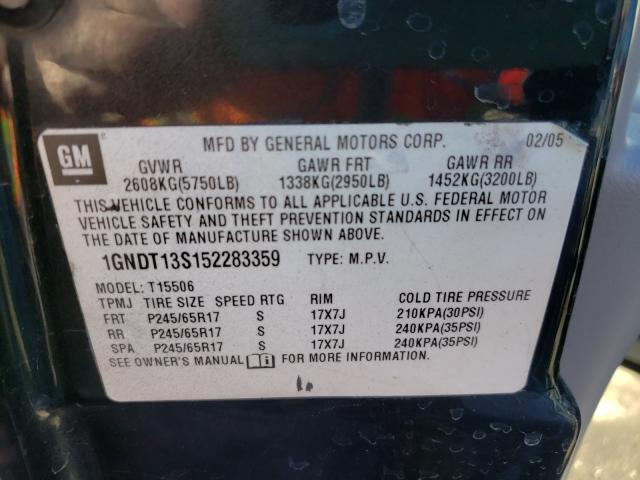 GM
MFD BY GENERAL MOTORS CORP. 02/05
GVWR GAWR FRT GAWR RR
2608KG(5750LB) 1338KG(2950LB) 1452KG(3200LB)
THIS VEHICLE CONFORMS TO ALL APPLICABLE U.S. FEDERAL MOTOR
VEHICLE SAFETY AND THEFT PREVENTION STANDARDS IN EFFECT ON
THE DATE OF MANUFACTURE SHOWN ABOVE.
1GNDT13S152283359 TYPE: M.P.V.
MODEL: T15506
TPMJ TIRE SIZE SPEED RTG RIM COLD TIRE PRESSURE
FRT P245/65R17 S 17X7J 210KPA(30PSI)
RR P245/65R17 S 17X7J 240KPA(35PSI)
SPA P245/65R17 S 17X7J 240KPA(35PSI)
SEE OWNER'S MANUAL FOR MORE INFORMATION.